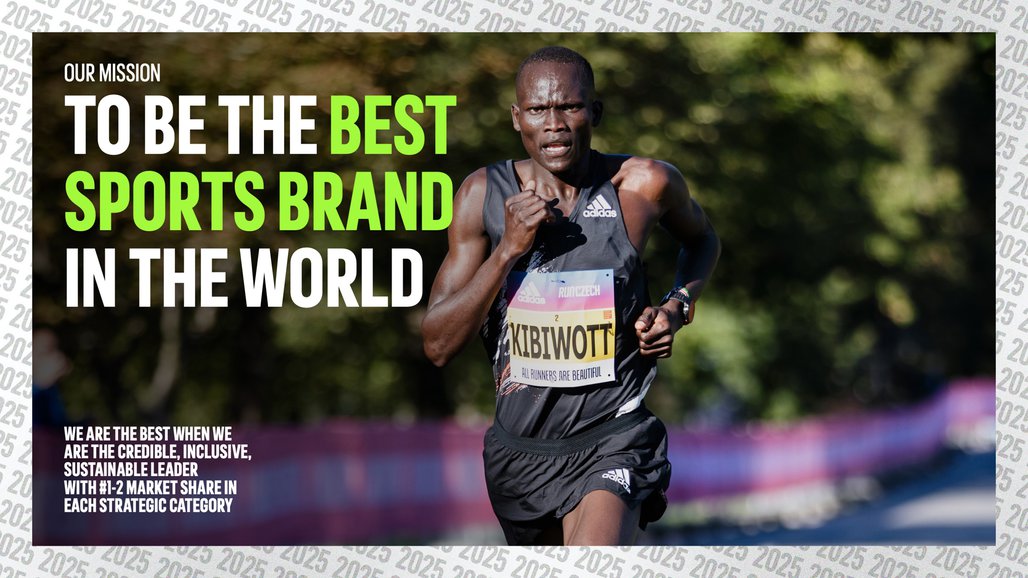 OUR MISSION
TO BE THE BEST
SPORTS BRAND
IN THE WORLD
WE ARE THE BEST WHEN WE
ARE THE CREDIBLE, INCLUSIVE,
SUSTAINABLE LEADER
WITH #1-2 MARKET SHARE IN
EACH STRATEGIC CATEGORY
adidas
adidas
RUNCZECH
2
KIBIWOTT
ALL RUNNERS ARE BEAUTIFUL
adidas
2025